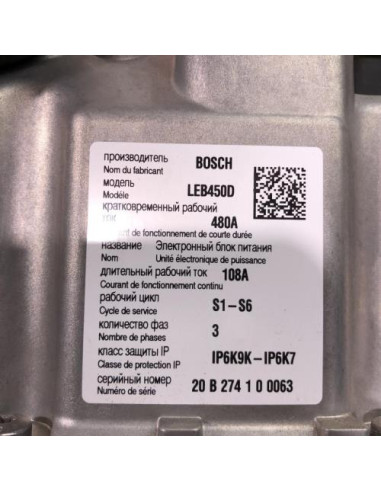 производитель BOSCH
Nom du fabricant
модель LEB450D
Modèle
кратковременный рабочий
ток 480A
Courant de fonctionnement de courte durée
название Электронный блок питания
Nom Unité électronique de puissance
длительный рабочий ток 108A
Courant de fonctionnement continu
рабочий цикл S1-S6
Cycle de service
количество фаз 3
Nombre de phases
класс защиты IP IP6K9K-IP6K7
Classe de protection IP
серийный номер 20 B 274 1 0 0063
Numéro de série